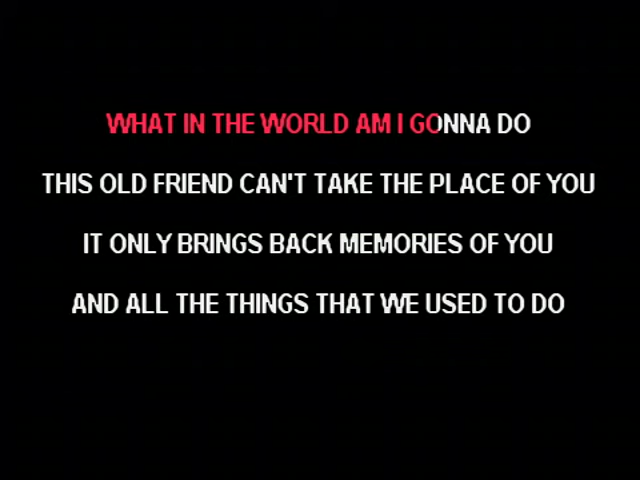 WHAT IN THE WORLD AM I GONNA DO
THIS OLD FRIEND CAN'T TAKE THE PLACE OF YOU
IT ONLY BRINGS BACK MEMORIES OF YOU
AND ALL THE THINGS THAT WE USED TO DO